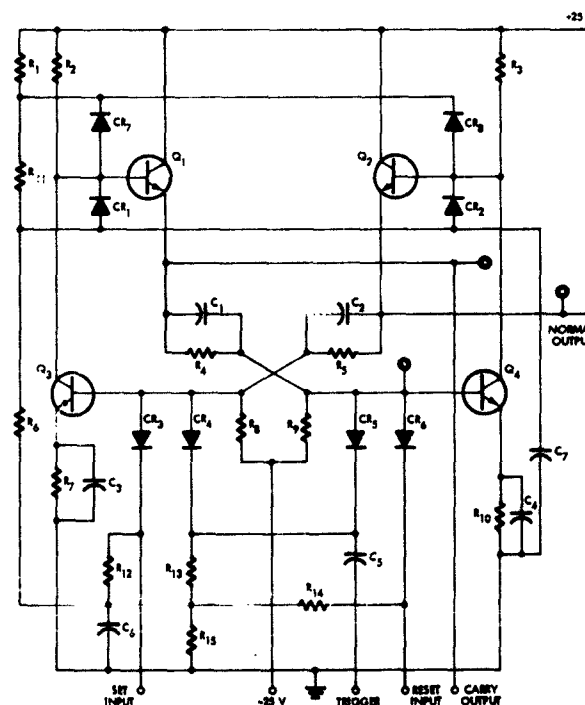 +25
R1
R2
R3
CR7
CR8
Q1
Q2
R11
CR1
CR2
C1
C2
NORMA
OUTPU
R4
R5
Q3
Q4
CR3
CR4
R8
R9
CR5
CR6
R6
C7
R7
C3
C4
R10
R12
R13
C5
R14
C6
R15
SET
INPUT
-25 V
TRIGGER
RESET
INPUT
CARRY
OUTPUT